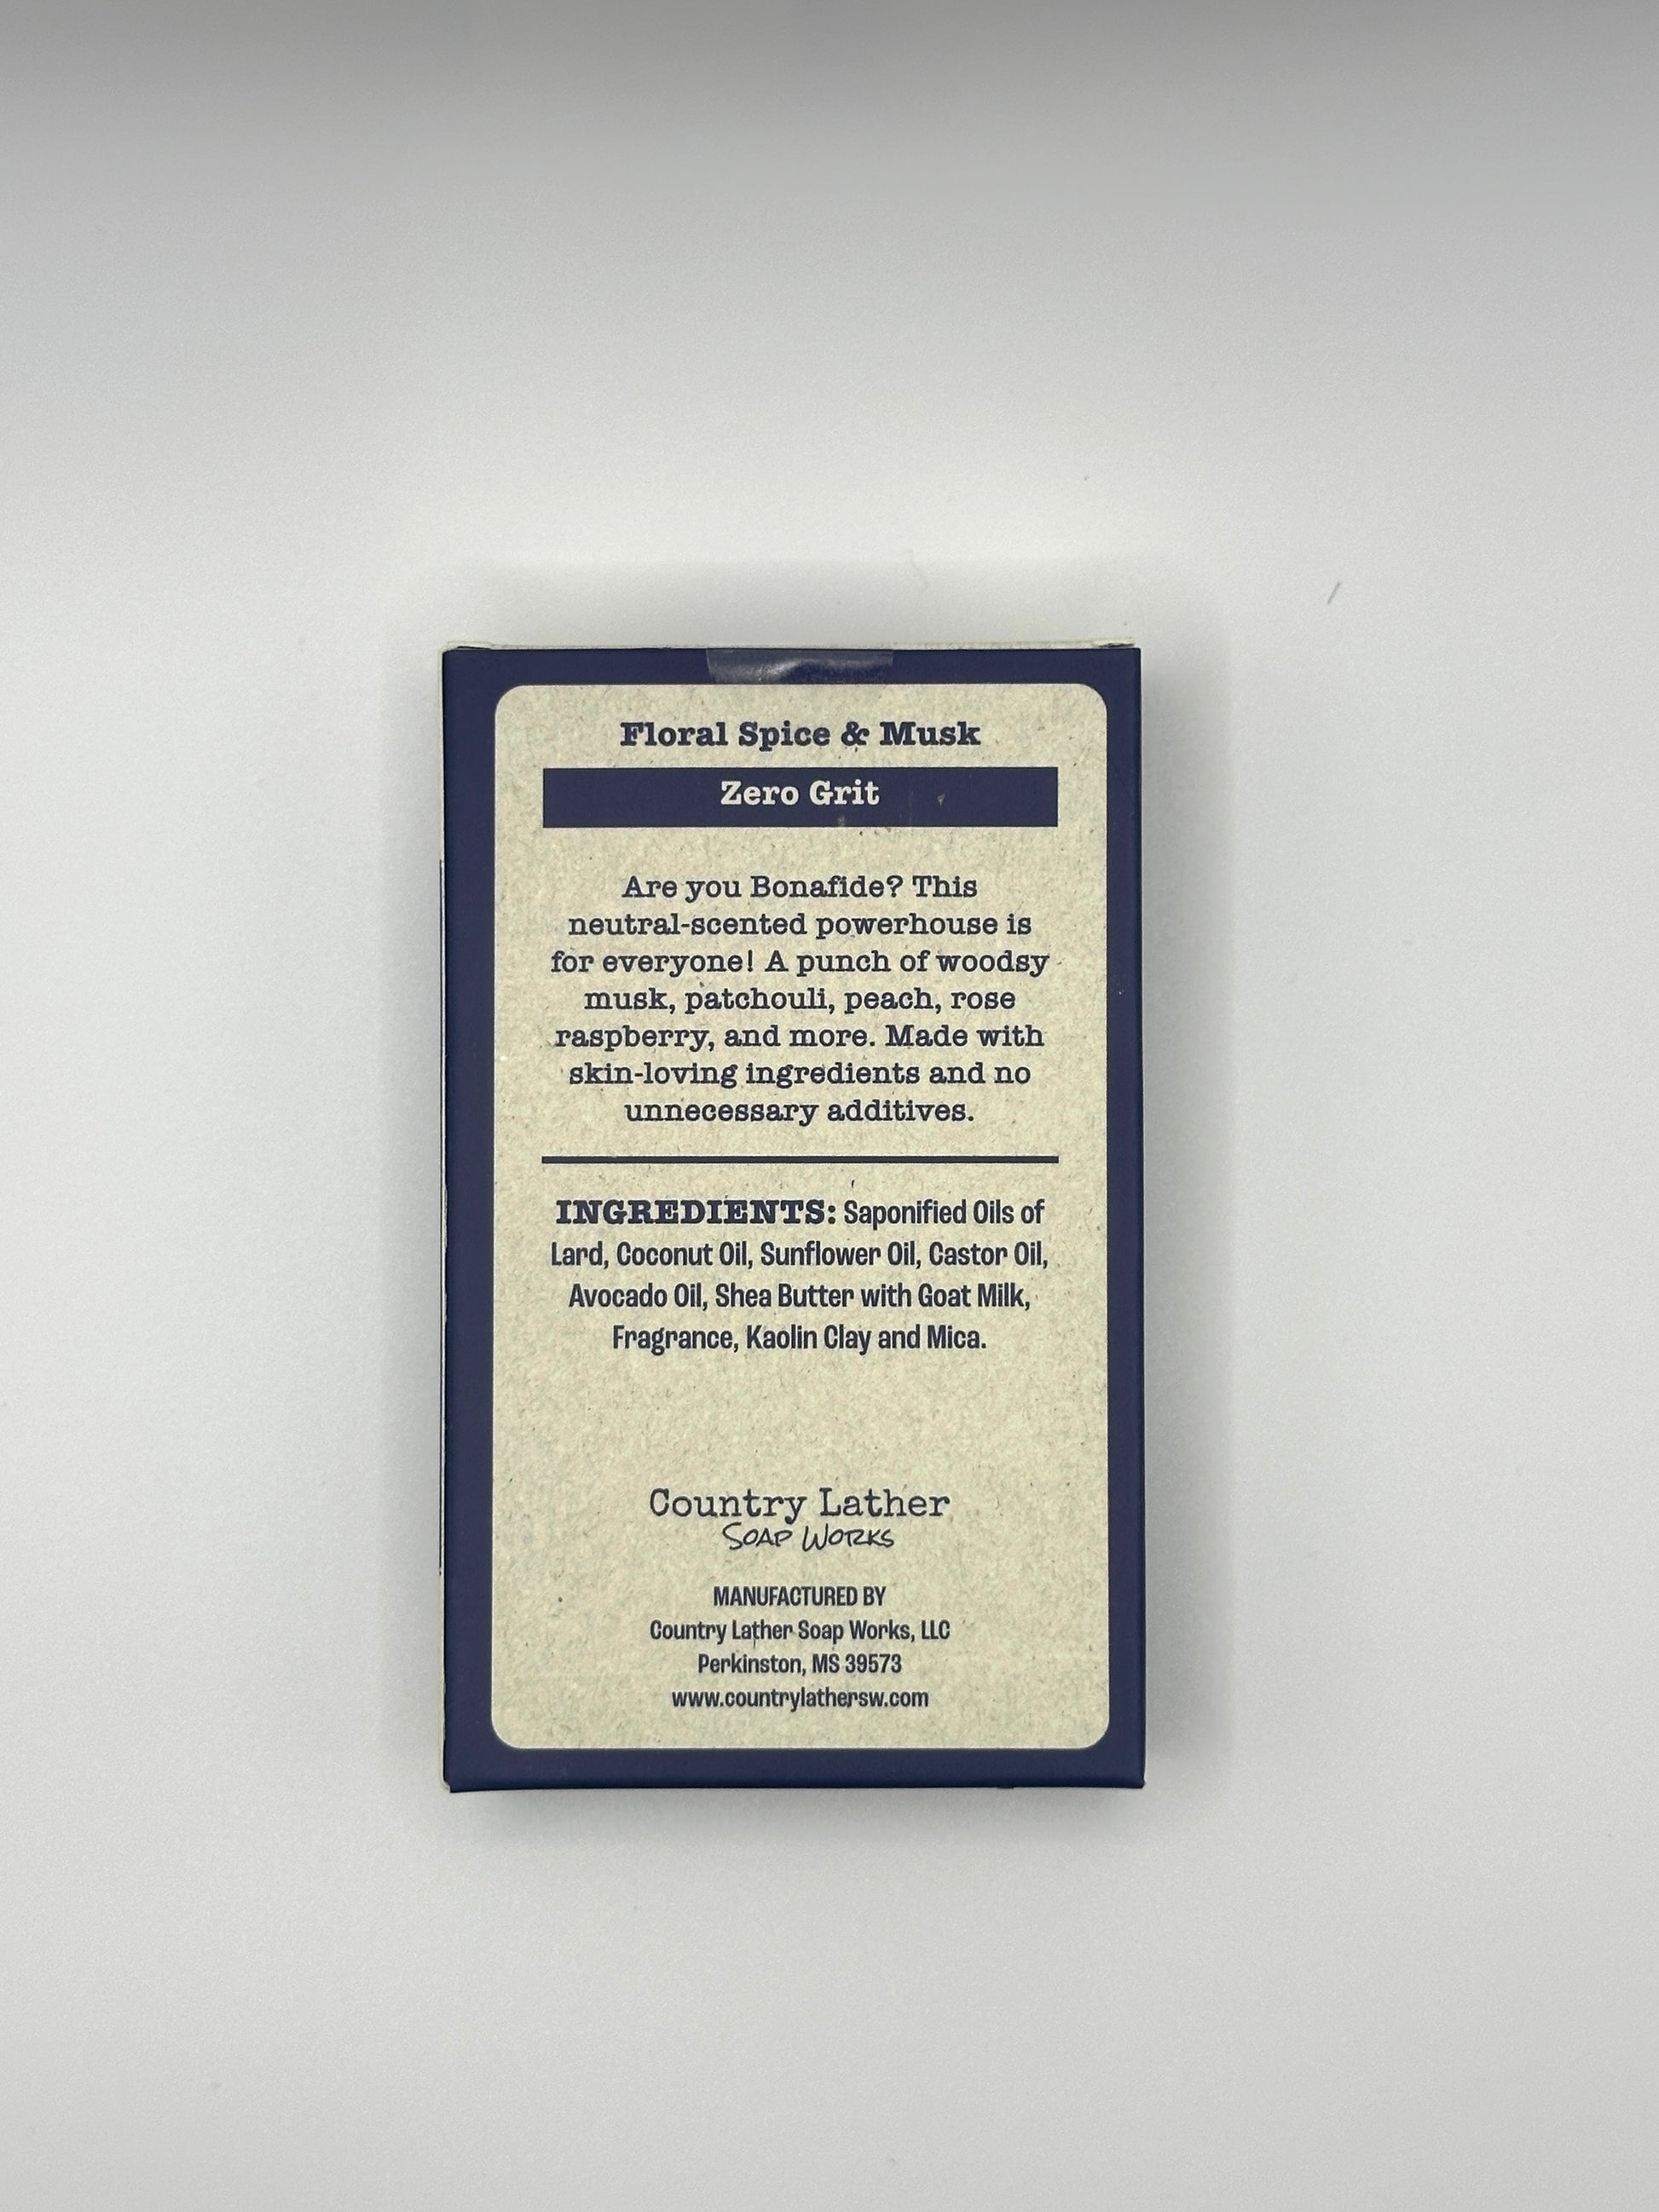 Floral Spice & Musk
Zero Grit
Are you Bonafide? This
neutral-scented powerhouse is
for everyone! A punch of woodsy
musk, patchouli, peach, rose
raspberry, and more. Made with
skin-loving ingredients and no
unnecessary additives.
INGREDIENTS: Saponified Oils of
Lard, Coconut Oil, Sunflower Oil, Castor Oil,
Avocado Oil, Shea Butter with Goat Milk,
Fragrance, Kaolin Clay and Mica.
Country Lather
SOAP WORKS
MANUFACTURED BY
Country Lather Soap Works, LLC
Perkinston, MS 39573
www.countrylathersw.com